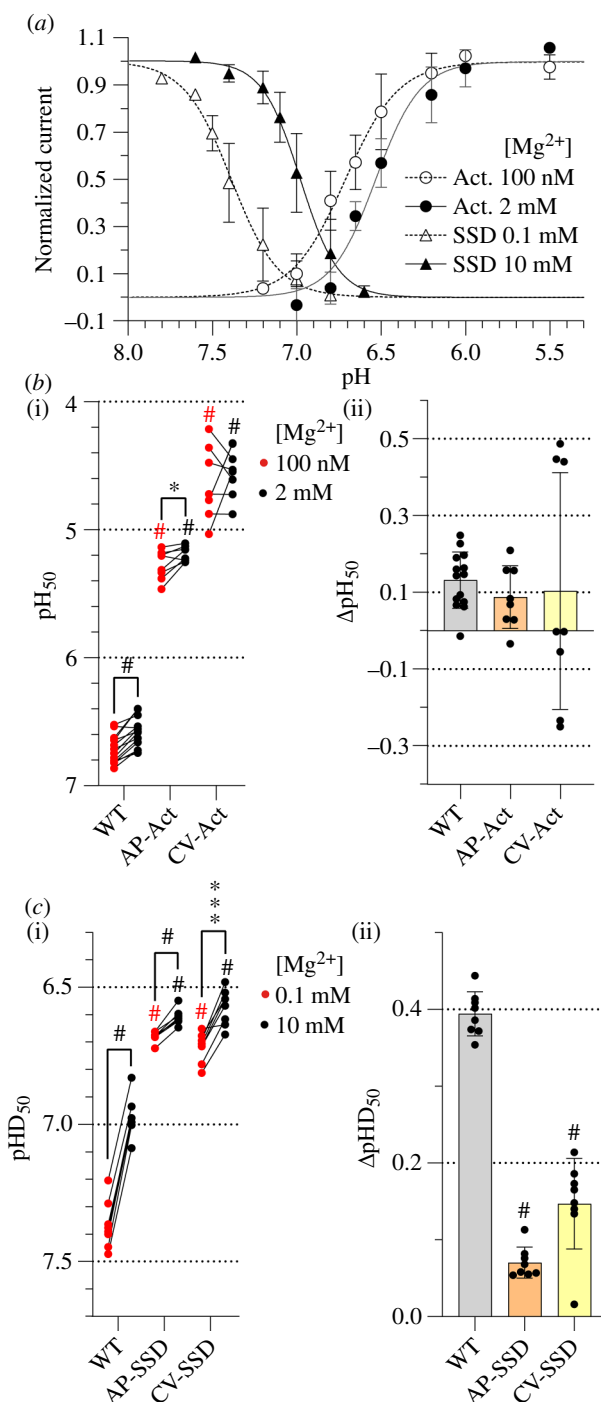 (a)
1.1
0.9
0.7
0.5
0.3
0.1
–0.1
Normalized current
[Mg2+]
Act. 100 nM
Act. 2 mM
SSD 0.1 mM
SSD 10 mM
8.0 7.5 7.0 6.5 6.0 5.5
pH
(b)
(i)
4
5
6
7
pH50
# #
[Mg2+]
100 nM
2 mM
*
# #
#
WT AP-Act CV-Act
(ii)
0.5
0.3
0.1
–0.1
–0.3
ΔpH50
WT AP-Act CV-Act
(c)
(i)
6.5
7.0
7.5
pHD50
***
# #
[Mg2+]
0.1 mM
10 mM
# # #
#
WT AP-SSD CV-SSD
(ii)
0.4
0.2
0.0
ΔpHD50
#
#
WT AP-SSD CV-SSD